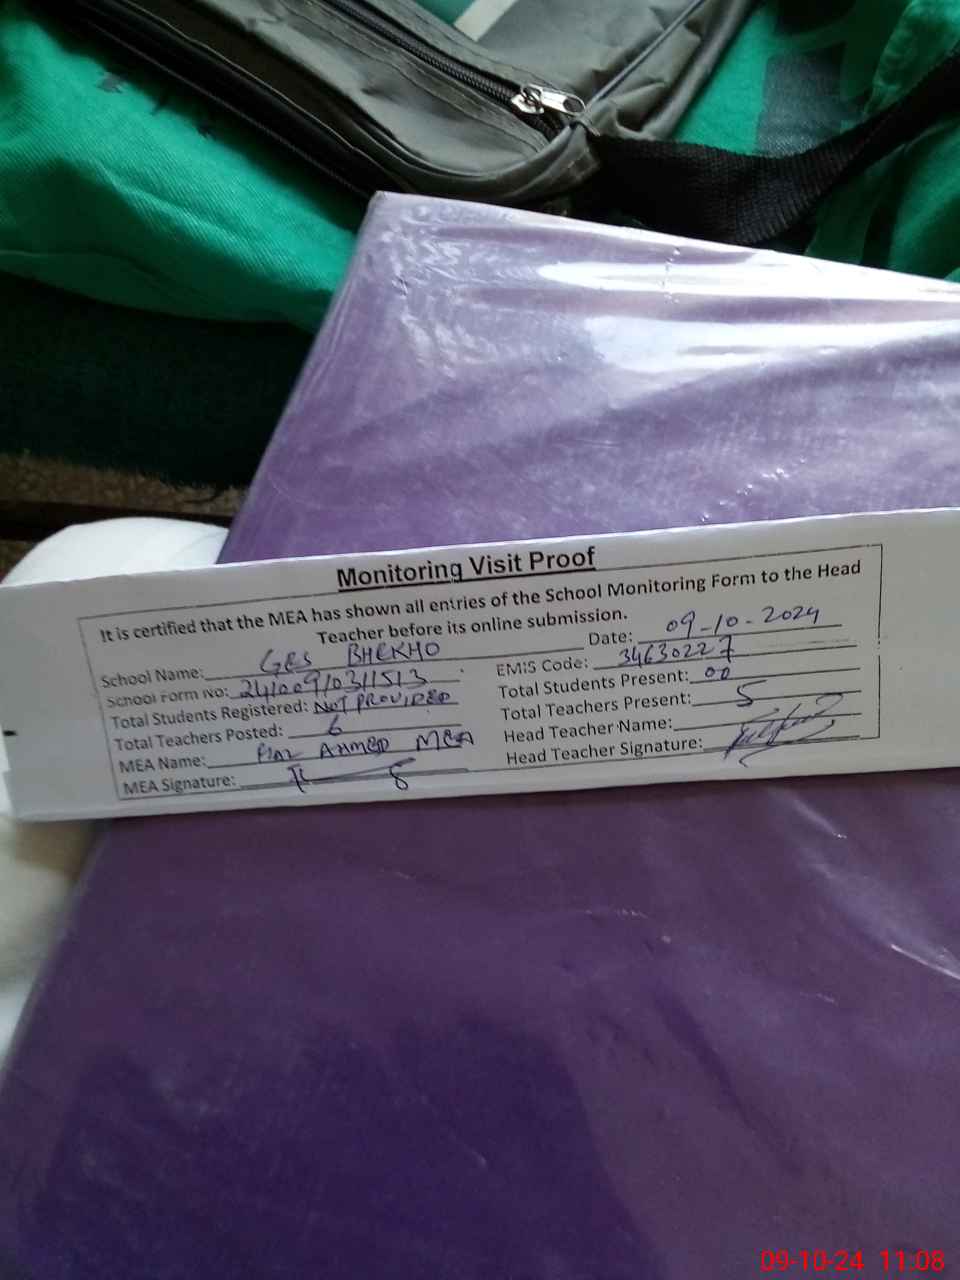 Monitoring Visit Proof
It is certified that the MEA has shown all entries of the School Monitoring Form to the Head
Teacher before its online submission.
Date: 09-10-2024
School Name: GES BHEKHO
EMIS Code: 34630227
School Form No: 2410091031513
Total Students Present: 00
Total Students Registered: NOT PROVIDED
Total Teachers Present: 5
Total Teachers Posted: 6
Head Teacher Name:
MEA Name: AHMED MEA
Head Teacher Signature:
MEA Signature:
09-10-24 11:08